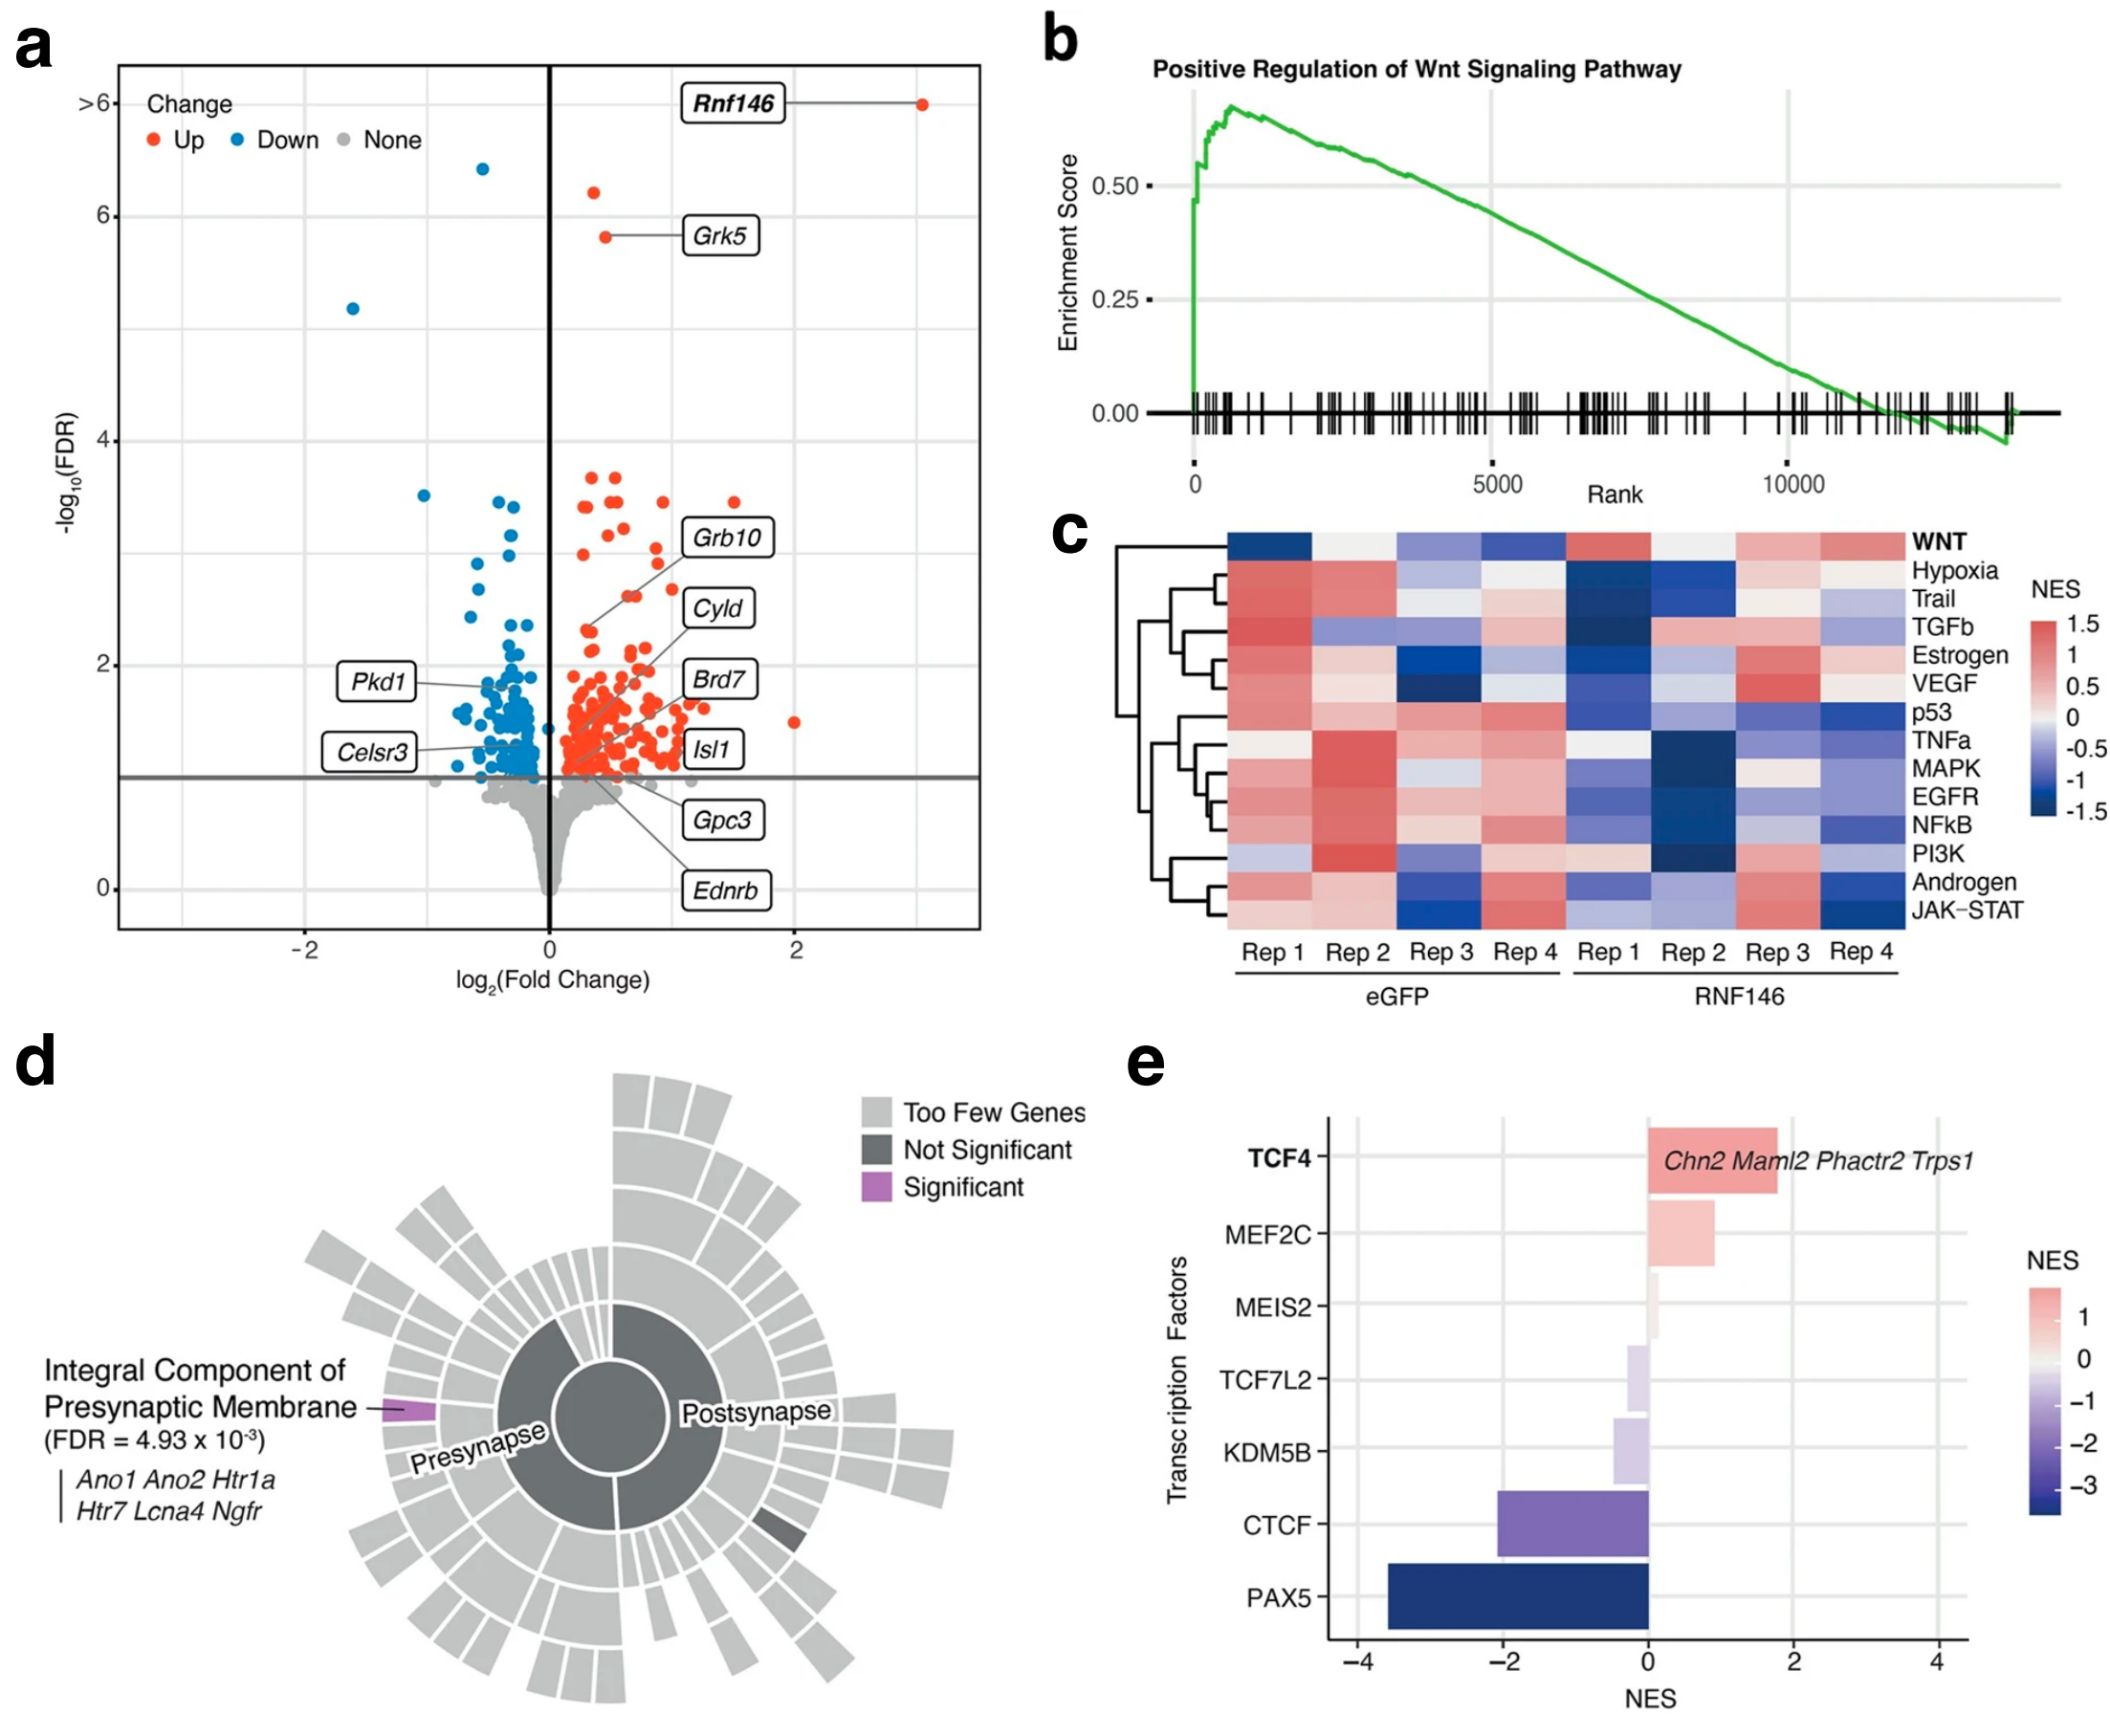 a
Change
Up Down None
>6
6
4
2
0
-log10(FDR)
Rnf146
Grk5
Grb10
Cyld
Brd7
Isl1
Gpc3
Ednrb
Pkd1
Celsr3
−2 0 2
log2(Fold Change)
b
Positive Regulation of Wnt Signaling Pathway
Enrichment Score
0.50
0.25
0.00
0 5000 10000
Rank
c
WNT
Hypoxia
Trail
TGFb
Estrogen
VEGF
p53
TNFa
MAPK
EGFR
NFkB
PI3K
Androgen
JAK−STAT
Rep 1 Rep 2 Rep 3 Rep 4 Rep 1 Rep 2 Rep 3 Rep 4
eGFP RNF146
NES
1.5
1
0.5
0
-0.5
-1
-1.5
d
Too Few Genes
Not Significant
Significant
Integral Component of
Presynaptic Membrane
(FDR = 4.93 x 10-3)
Ano1 Ano2 Htr1a
Htr7 Lcna4 Ngfr
Presynapse
Postsynapse
e
Transcription Factors
TCF4
MEF2C
MEIS2
TCF7L2
KDM5B
CTCF
PAX5
Chn2 Maml2 Phactr2 Trps1
−4 −2 0 2 4
NES
NES
1
0
−1
−2
−3